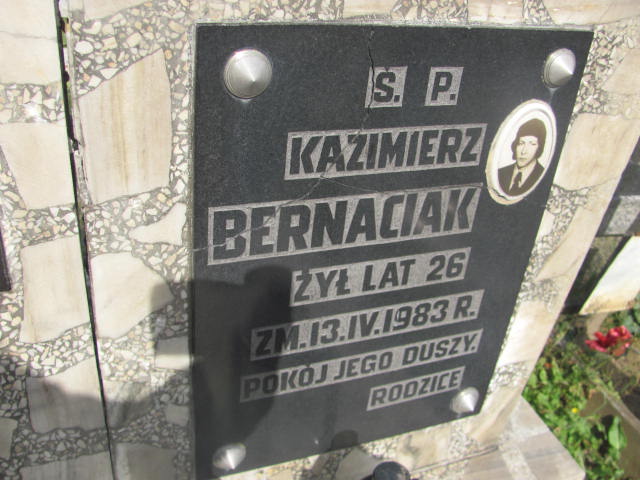 Ś. P.
KAZIMIERZ
BERNACIAK
ŻYŁ LAT 26
ZM. 13.IV.1983 R.
POKÓJ JEGO DUSZY.
RODZICE